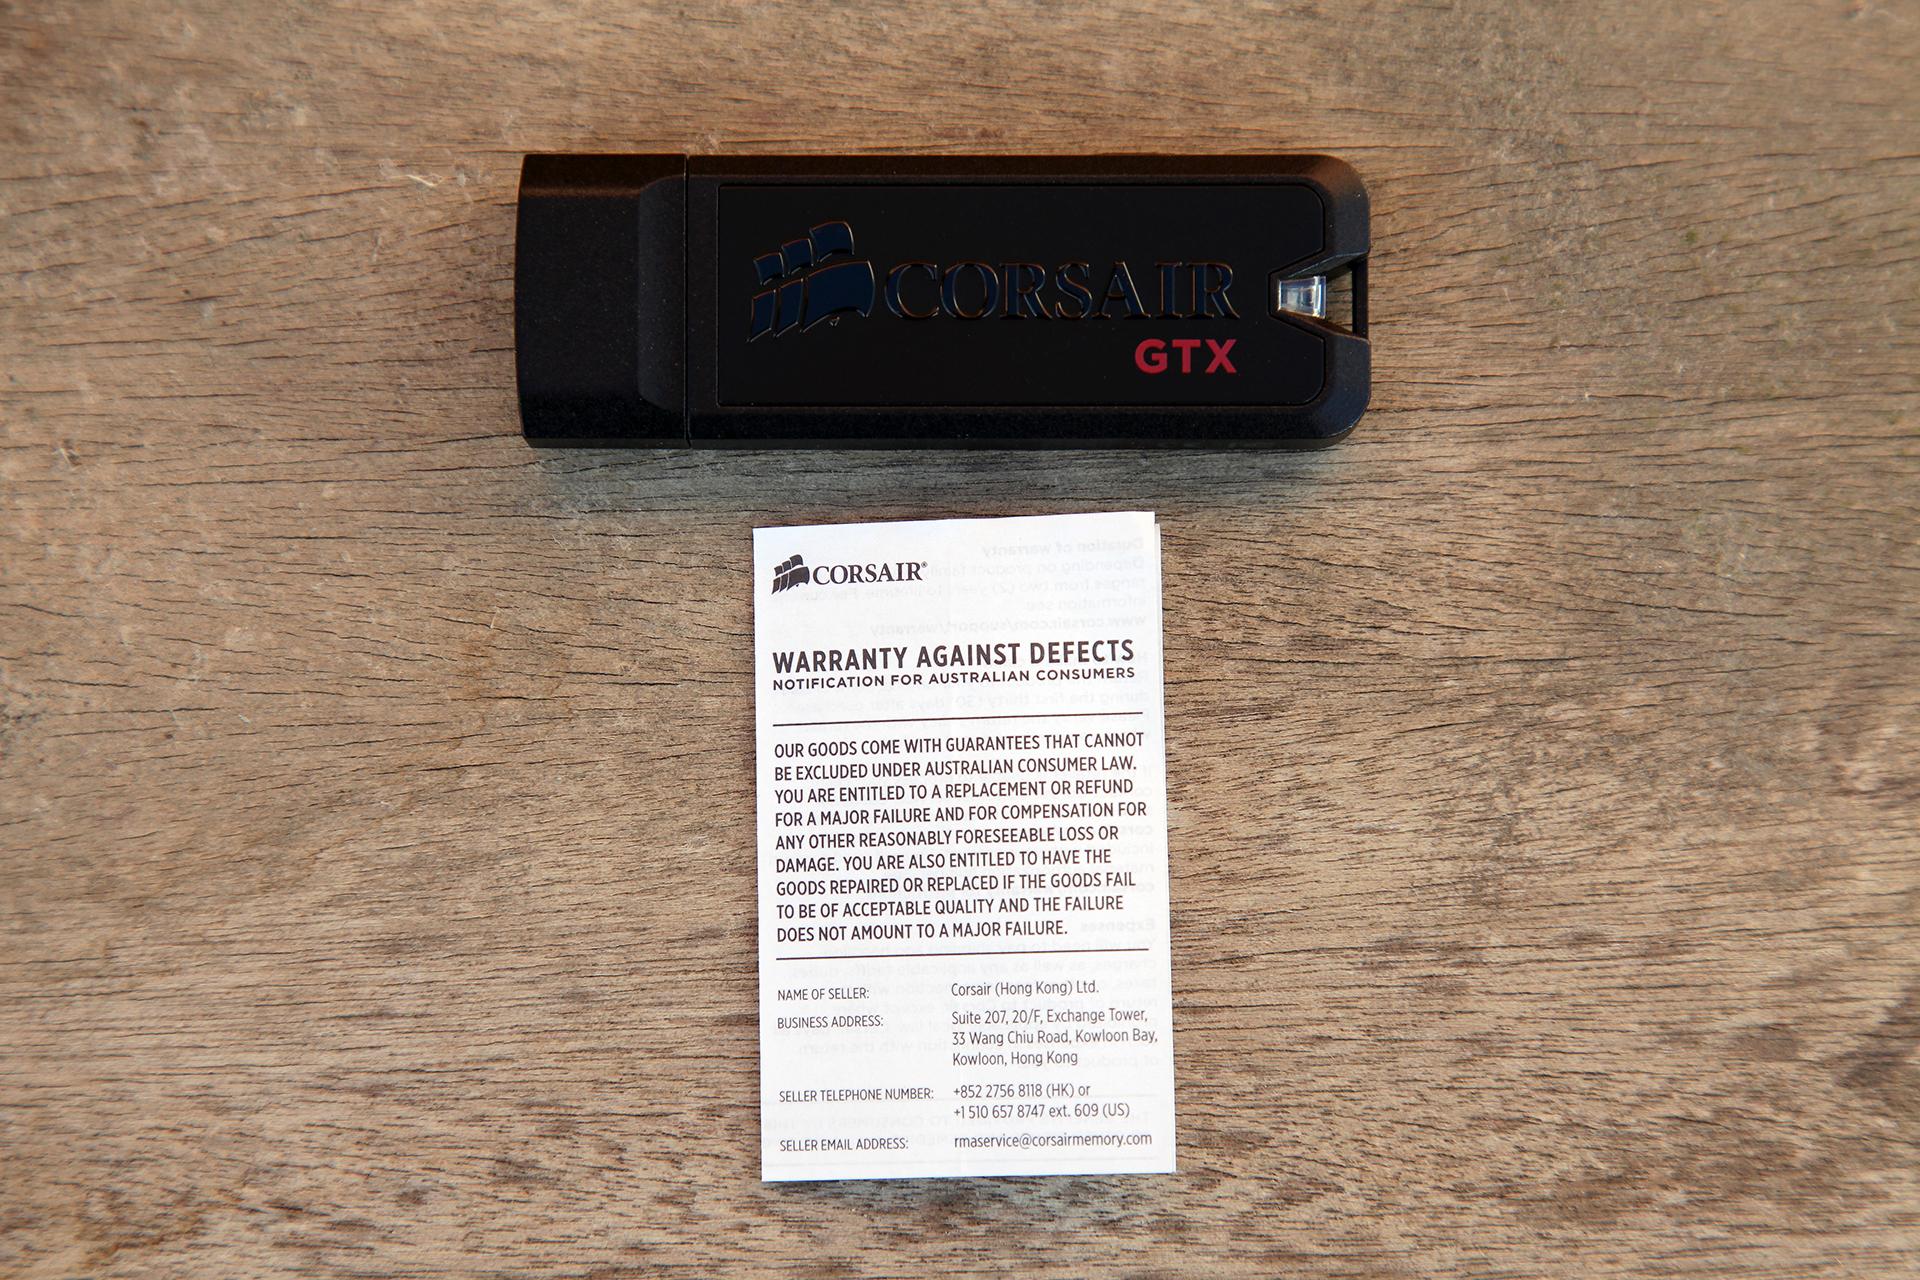 CORSAIR
GTX
CORSAIR®
WARRANTY AGAINST DEFECTS
NOTIFICATION FOR AUSTRALIAN CONSUMERS
OUR GOODS COME WITH GUARANTEES THAT CANNOT
BE EXCLUDED UNDER AUSTRALIAN CONSUMER LAW.
YOU ARE ENTITLED TO A REPLACEMENT OR REFUND
FOR A MAJOR FAILURE AND FOR COMPENSATION FOR
ANY OTHER REASONABLY FORESEEABLE LOSS OR
DAMAGE. YOU ARE ALSO ENTITLED TO HAVE THE
GOODS REPAIRED OR REPLACED IF THE GOODS FAIL
TO BE OF ACCEPTABLE QUALITY AND THE FAILURE
DOES NOT AMOUNT TO A MAJOR FAILURE.
NAME OF SELLER: Corsair (Hong Kong) Ltd.
BUSINESS ADDRESS: Suite 207, 20/F, Exchange Tower,
33 Wang Chiu Road, Kowloon Bay,
Kowloon, Hong Kong
SELLER TELEPHONE NUMBER: +852 2756 8118 (HK) or
+1 510 657 8747 ext. 609 (US)
SELLER EMAIL ADDRESS: rmaservice@corsairmemory.com